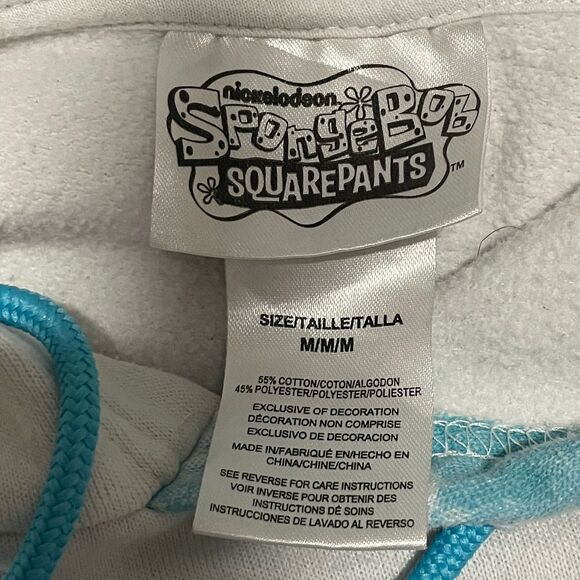 nickelodeon
SPONGEBOB
SQUAREPANTS™
SIZE/TAILLE/TALLA
M/M/M
55% COTTON/COTON/ALGODON
45% POLYESTER/POLYESTER/POLIESTER
EXCLUSIVE OF DECORATION
DÉCORATION NON COMPRISE
EXCLUSIVO DE DECORACION
MADE IN/FABRIQUÉ EN/HECHO EN
CHINA/CHINE/CHINA
SEE REVERSE FOR CARE INSTRUCTIONS
VOIR INVERSE POUR OBTENIR DES
INSTRUCTIONS DE SOINS
INSTRUCCIONES DE LAVADO AL REVERSO